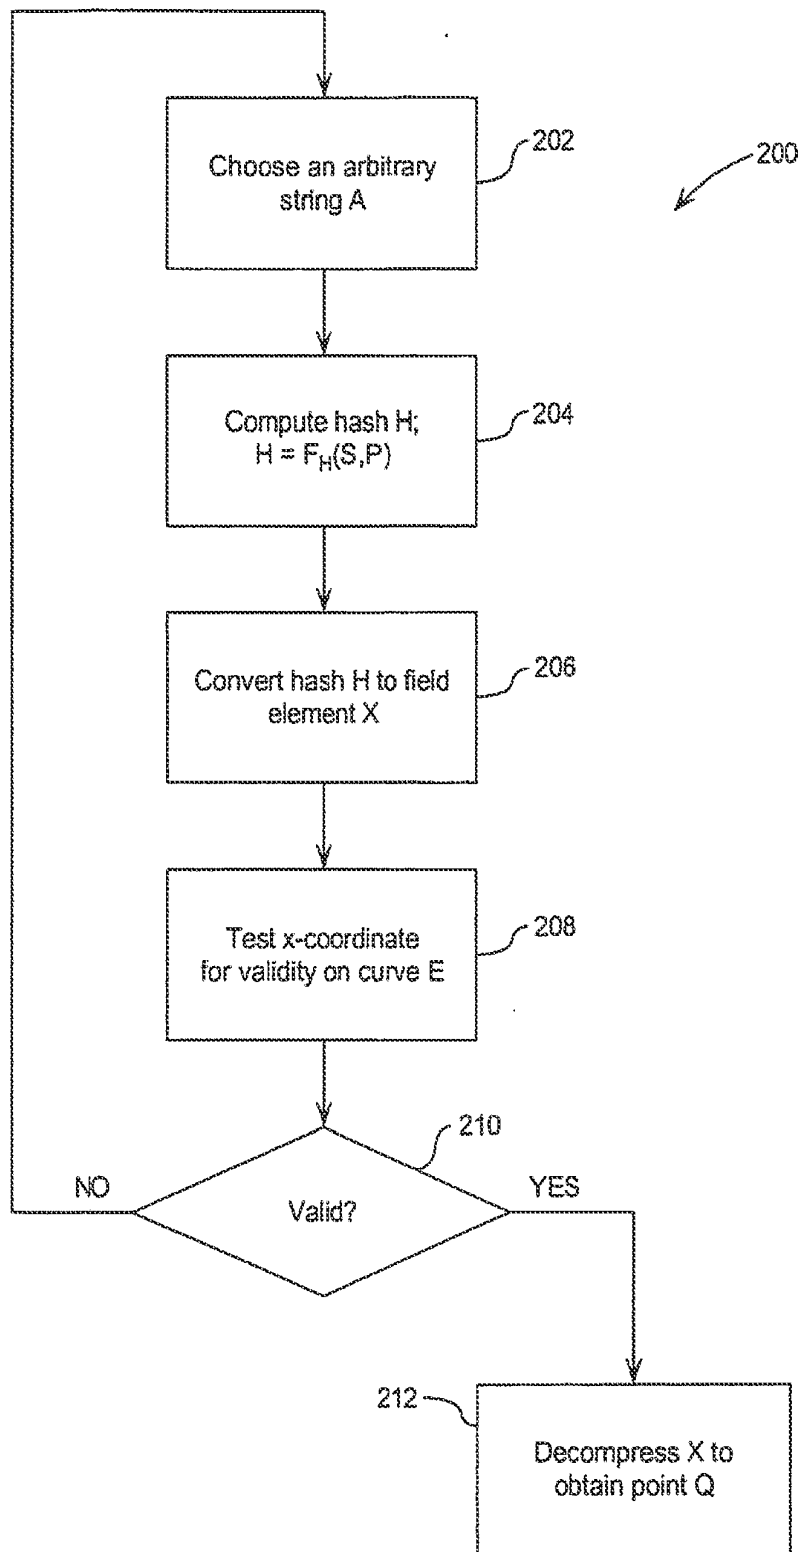 200
Choose an arbitrary
string A
202
Compute hash H;
H = F_H(S,P)
204
Convert hash H to field
element X
206
Test x-coordinate
for validity on curve E
208
210
NO
Valid?
YES
212
Decompress X to
obtain point Q